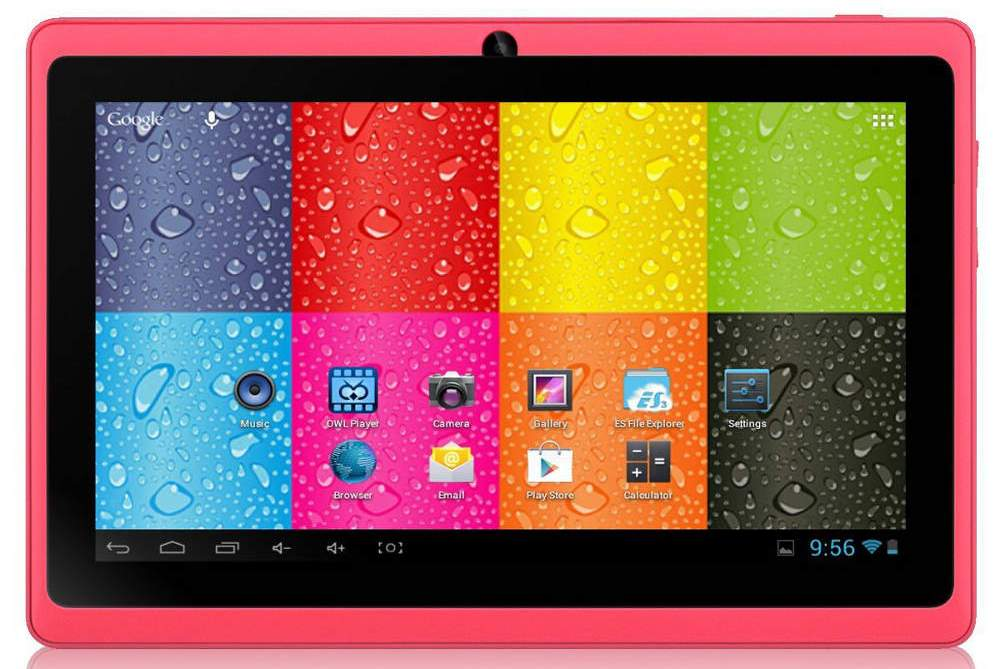 Google
Music
OWL Player
Camera
Gallery
ES File Explorer
Settings
Browser
Email
Play Store
Calculator
9:56